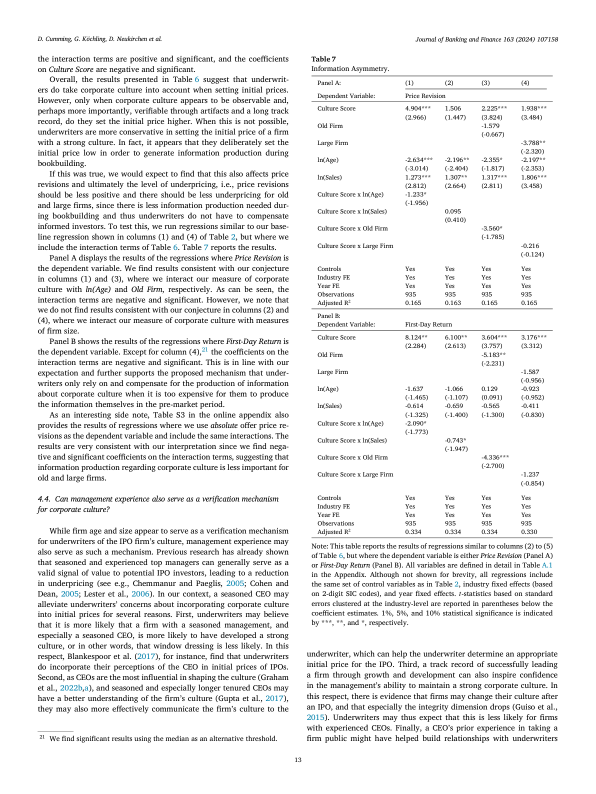 D. Cumming, G. Köchling, D. Neukirchen et al.
Journal of Banking and Finance 163 (2024) 107158
the interaction terms are positive and significant, and the coefficients
on Culture Score are negative and significant.
Overall, the results presented in Table 6 suggest that underwrit-
ers do take corporate culture into account when setting initial prices.
However, only when corporate culture appears to be observable and,
perhaps more importantly, verifiable through artifacts and a long track
record, do they set the initial price higher. When this is not possible,
underwriters are more conservative in setting the initial price of a firm
with a strong culture. In fact, it appears that they deliberately set the
initial price low in order to generate information production during
bookbuilding.
If this was true, we would expect to find that this also affects price
revisions and ultimately the level of underpricing, i.e., price revisions
should be less positive and there should be less underpricing for old
and large firms, since there is less information production needed dur-
ing bookbuilding and thus underwriters do not have to compensate
informed investors. To test this, we run regressions similar to our base-
line regression shown in columns (1) and (4) of Table 2, but where we
include the interaction terms of Table 6. Table 7 reports the results.
Panel A displays the results of the regressions where Price Revision is
the dependent variable. We find results consistent with our conjecture
in columns (1) and (3), where we interact our measure of corporate
culture with ln(Age) and Old Firm, respectively. As can be seen, the
interaction terms are negative and significant. However, we note that
we do not find results consistent with our conjecture in columns (2) and
(4), where we interact our measure of corporate culture with measures
of firm size.
Panel B shows the results of the regressions where First-Day Return is
the dependent variable. Except for column (4),21 the coefficients on the
interaction terms are negative and significant. This is in line with our
expectation and further supports the proposed mechanism that under-
writers only rely on and compensate for the production of information
about corporate culture when it is too expensive for them to produce
the information themselves in the pre-market period.
As an interesting side note, Table S3 in the online appendix also
provides the results of regressions where we use absolute offer price re-
visions as the dependent variable and include the same interactions. The
results are very consistent with our interpretation since we find nega-
tive and significant coefficients on the interaction terms, suggesting that
information production regarding corporate culture is less important for
old and large firms.
4.4. Can management experience also serve as a verification mechanism
for corporate culture?
While firm age and size appear to serve as a verification mechanism
for underwriters of the IPO firm's culture, management experience may
also serve as such a mechanism. Previous research has already shown
that seasoned and experienced top managers can generally serve as a
valid signal of value to potential IPO investors, leading to a reduction
in underpricing (see e.g., Chemmanur and Paeglis, 2005; Cohen and
Dean, 2005; Lester et al., 2006). In our context, a seasoned CEO may
alleviate underwriters' concerns about incorporating corporate culture
into initial prices for several reasons. First, underwriters may believe
that it is more likely that a firm with a seasoned management, and
especially a seasoned CEO, is more likely to have developed a strong
culture, or in other words, that window dressing is less likely. In this
respect, Blankespoor et al. (2017), for instance, find that underwriters
do incorporate their perceptions of the CEO in initial prices of IPOs.
Second, as CEOs are the most influential in shaping the culture (Graham
et al., 2022b,a), and seasoned and especially longer tenured CEOs may
have a better understanding of the firm's culture (Gupta et al., 2017),
they may also more effectively communicate the firm's culture to the
21 We find significant results using the median as an alternative threshold.
Table 7
Information Asymmetry.
Panel A: (1) (2) (3) (4)
Dependent Variable: Price Revision
Culture Score 4.904*** 1.506 2.225*** 1.938***
(2.966) (1.447) (3.824) (3.484)
Old Firm -1.579
(-0.667)
Large Firm -3.788**
(-2.320)
ln(Age) -2.634*** -2.196** -2.355* -2.197**
(-3.014) (-2.404) (-1.817) (-2.353)
ln(Sales) 1.273*** 1.307** 1.317*** 1.806***
(2.812) (2.664) (2.811) (3.458)
Culture Score x ln(Age) -1.233*
(-1.956)
Culture Score x ln(Sales) 0.095
(0.410)
Culture Score x Old Firm -3.560*
(-1.785)
Culture Score x Large Firm -0.216
(-0.124)
Controls Yes Yes Yes Yes
Industry FE Yes Yes Yes Yes
Year FE Yes Yes Yes Yes
Observations 935 935 935 935
Adjusted R2 0.165 0.163 0.165 0.165
Panel B:
Dependent Variable: First-Day Return
Culture Score 8.124** 6.100** 3.604*** 3.176***
(2.284) (2.613) (3.757) (3.312)
Old Firm -5.183**
(-2.231)
Large Firm -1.587
(-0.956)
ln(Age) -1.637 -1.066 0.129 -0.923
(-1.465) (-1.107) (0.091) (-0.952)
ln(Sales) -0.614 -0.659 -0.565 -0.411
(-1.325) (-1.400) (-1.300) (-0.830)
Culture Score x ln(Age) -2.090*
(-1.773)
Culture Score x ln(Sales) -0.743*
(-1.947)
Culture Score x Old Firm -4.336***
(-2.700)
Culture Score x Large Firm -1.237
(-0.854)
Controls Yes Yes Yes Yes
Industry FE Yes Yes Yes Yes
Year FE Yes Yes Yes Yes
Observations 935 935 935 935
Adjusted R2 0.334 0.334 0.334 0.330
Note: This table reports the results of regressions similar to columns (2) to (5)
of Table 6, but where the dependent variable is either Price Revision (Panel A)
or First-Day Return (Panel B). All variables are defined in detail in Table A.1
in the Appendix. Although not shown for brevity, all regressions include
the same set of control variables as in Table 2, industry fixed effects (based
on 2-digit SIC codes), and year fixed effects. t-statistics based on standard
errors clustered at the industry-level are reported in parentheses below the
coefficient estimates. 1%, 5%, and 10% statistical significance is indicated
by ***, **, and *, respectively.
underwriter, which can help the underwriter determine an appropriate
initial price for the IPO. Third, a track record of successfully leading
a firm through growth and development can also inspire confidence
in the management's ability to maintain a strong corporate culture. In
this respect, there is evidence that firms may change their culture after
an IPO, and that especially the integrity dimension drops (Guiso et al.,
2015). Underwriters may thus expect that this is less likely for firms
with experienced CEOs. Finally, a CEO's prior experience in taking a
firm public might have helped build relationships with underwriters
13